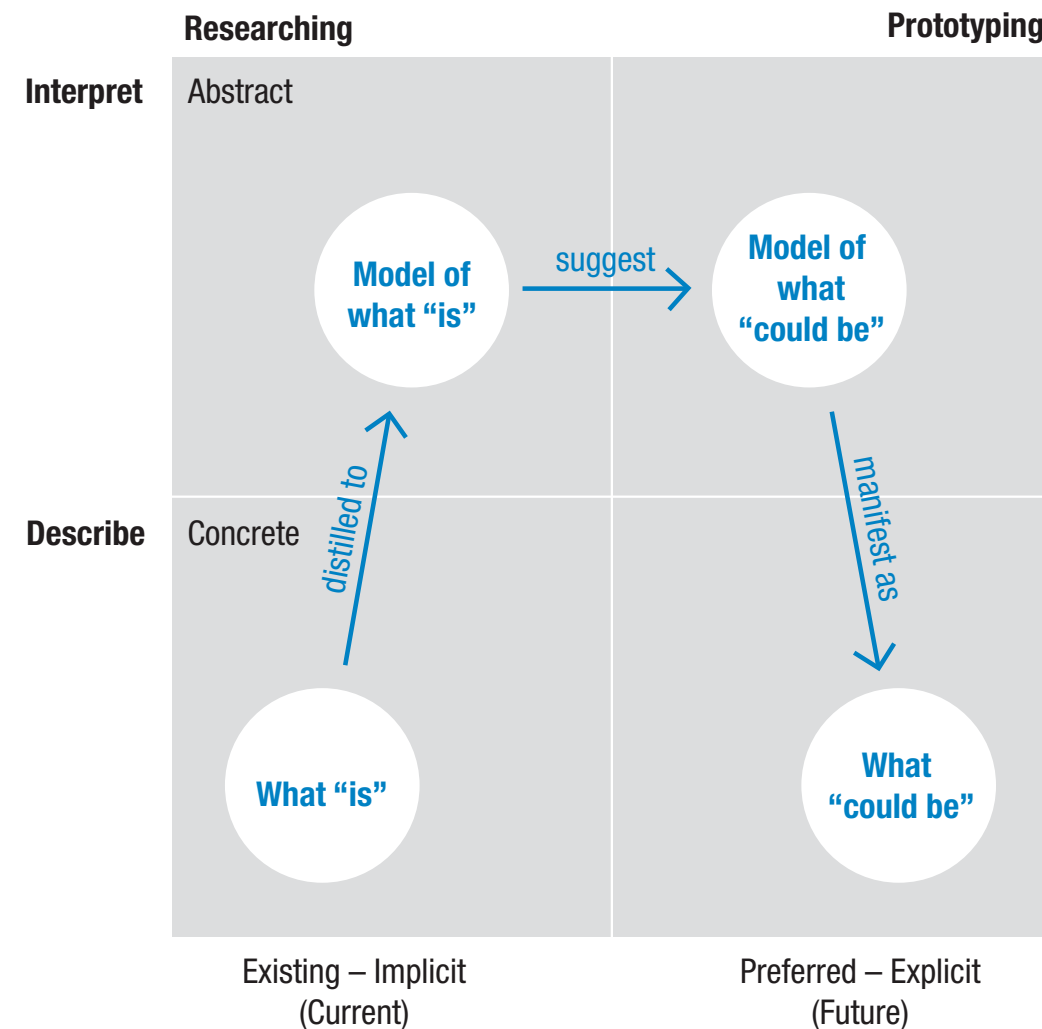 Researching
Prototyping
Interpret
Abstract
Model of
what “is”
suggest
Model of
what
“could be”
distilled to
manifest as
Describe
Concrete
What “is”
What
“could be”
Existing – Implicit
(Current)
Preferred – Explicit
(Future)